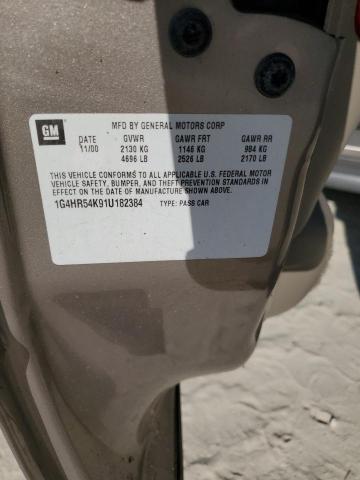 GM
MFD BY GENERAL MOTORS CORP
DATE GVWR GAWR FRT GAWR RR
11/00 2130 KG 1146 KG 984 KG
4696 LB 2526 LB 2170 LB
THIS VEHICLE CONFORMS TO ALL APPLICABLE U.S. FEDERAL MOTOR
VEHICLE SAFETY, BUMPER, AND THEFT PREVENTION STANDARDS IN
EFFECT ON THE DATE OF MANUFACTURE SHOWN ABOVE.
1G4HR54K91U182384 TYPE: PASS CAR